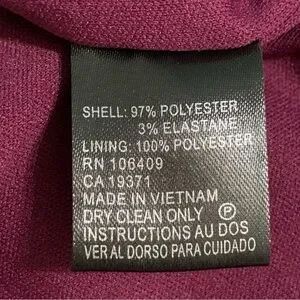 SHELL: 97% POLYESTER
3% ELASTANE
LINING: 100% POLYESTER
RN 106409
CA 19371
MADE IN VIETNAM
DRY CLEAN ONLY Ⓟ
INSTRUCTIONS AU DOS
VER AL DORSO PARA CUIDADO